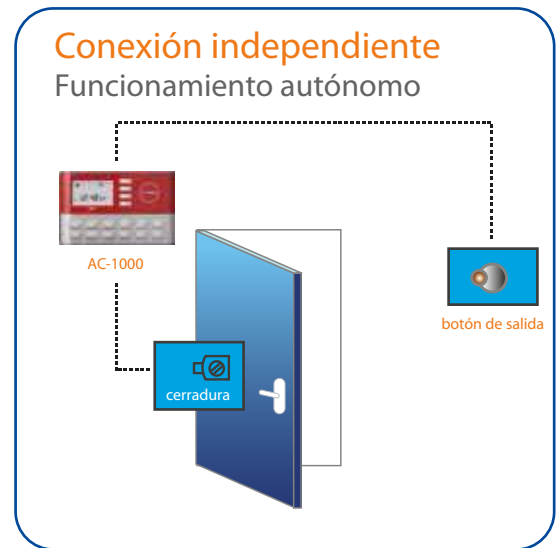 Conexión independiente
Funcionamiento autónomo
AC-1000
botón de salida
cerradura